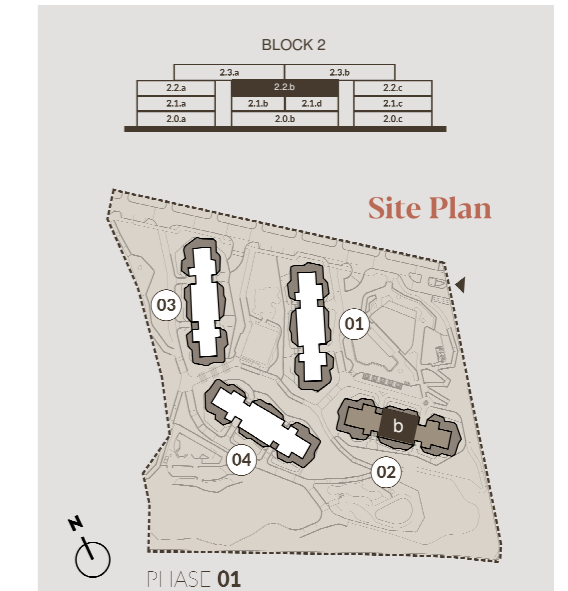 BLOCK 2
2.3.a 2.3.b
2.2.a 2.2.b 2.2.c
2.1.a 2.1.b 2.1.d 2.1.c
2.0.a 2.0.b 2.0.c
Site Plan
03
01
b
04
02
N
PHASE 01